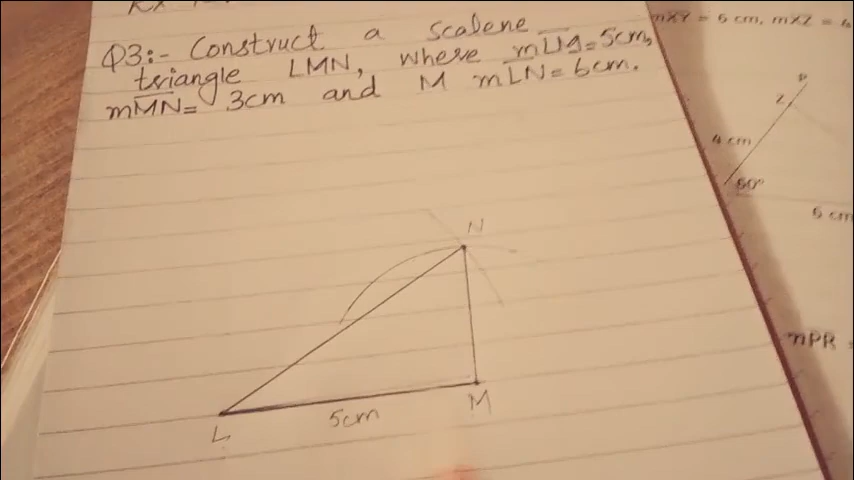 Q3:- Construct a scalene
triangle LMN, where mLM=5cm,
mMN= 3cm and M mLN=6cm.
N
L
5cm
M
mXY = 6 cm, mXZ = 4
P
Z
4 cm
60°
6 cm
mPR =